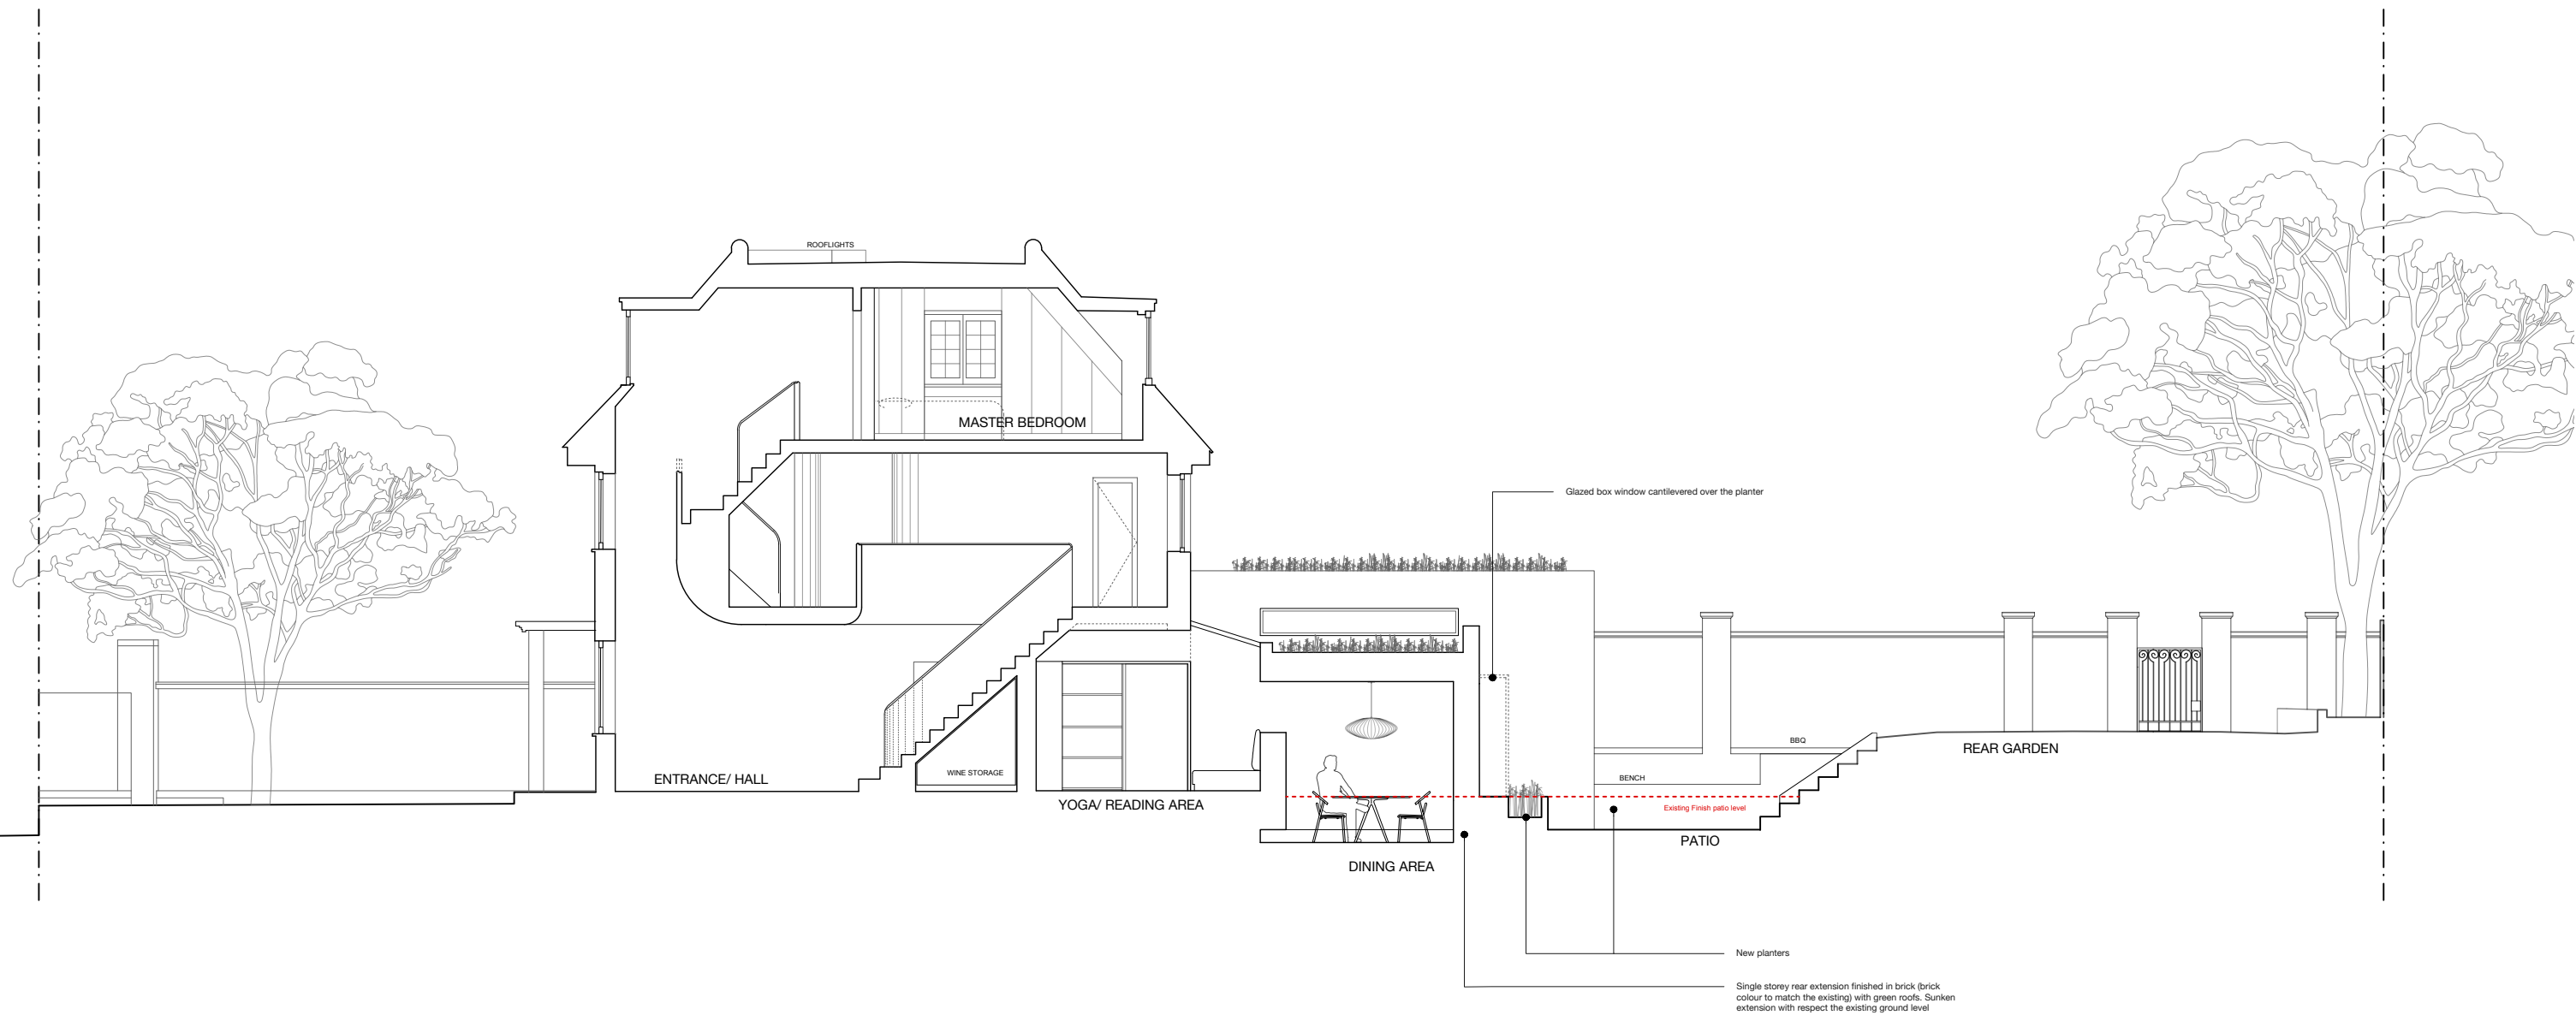 ROOFLIGHTS
MASTER BEDROOM
Glazed box window cantilevered over the planter
BBQ
REAR GARDEN
WINE STORAGE
ENTRANCE/ HALL
BENCH
YOGA/ READING AREA
Existing Finish patio level
PATIO
DINING AREA
New planters
Single storey rear extension finished in brick (brick
colour to match the existing) with green roofs. Sunken
extension with respect the existing ground level